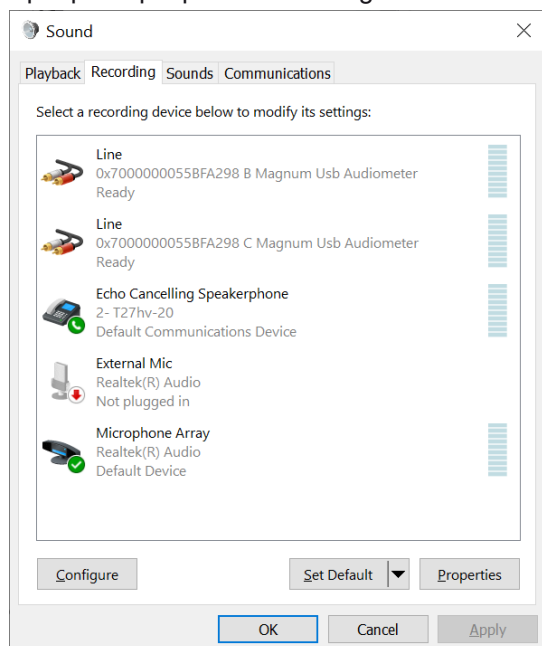 Sound
Playback Recording Sounds Communications
Select a recording device below to modify its settings:
Line
0x7000000055BFA298 B Magnum Usb Audiometer
Ready
Line
0x7000000055BFA298 C Magnum Usb Audiometer
Ready
Echo Cancelling Speakerphone
2- T27hv-20
Default Communications Device
External Mic
Realtek(R) Audio
Not plugged in
Microphone Array
Realtek(R) Audio
Default Device
Configure Set Default Properties
OK Cancel Apply